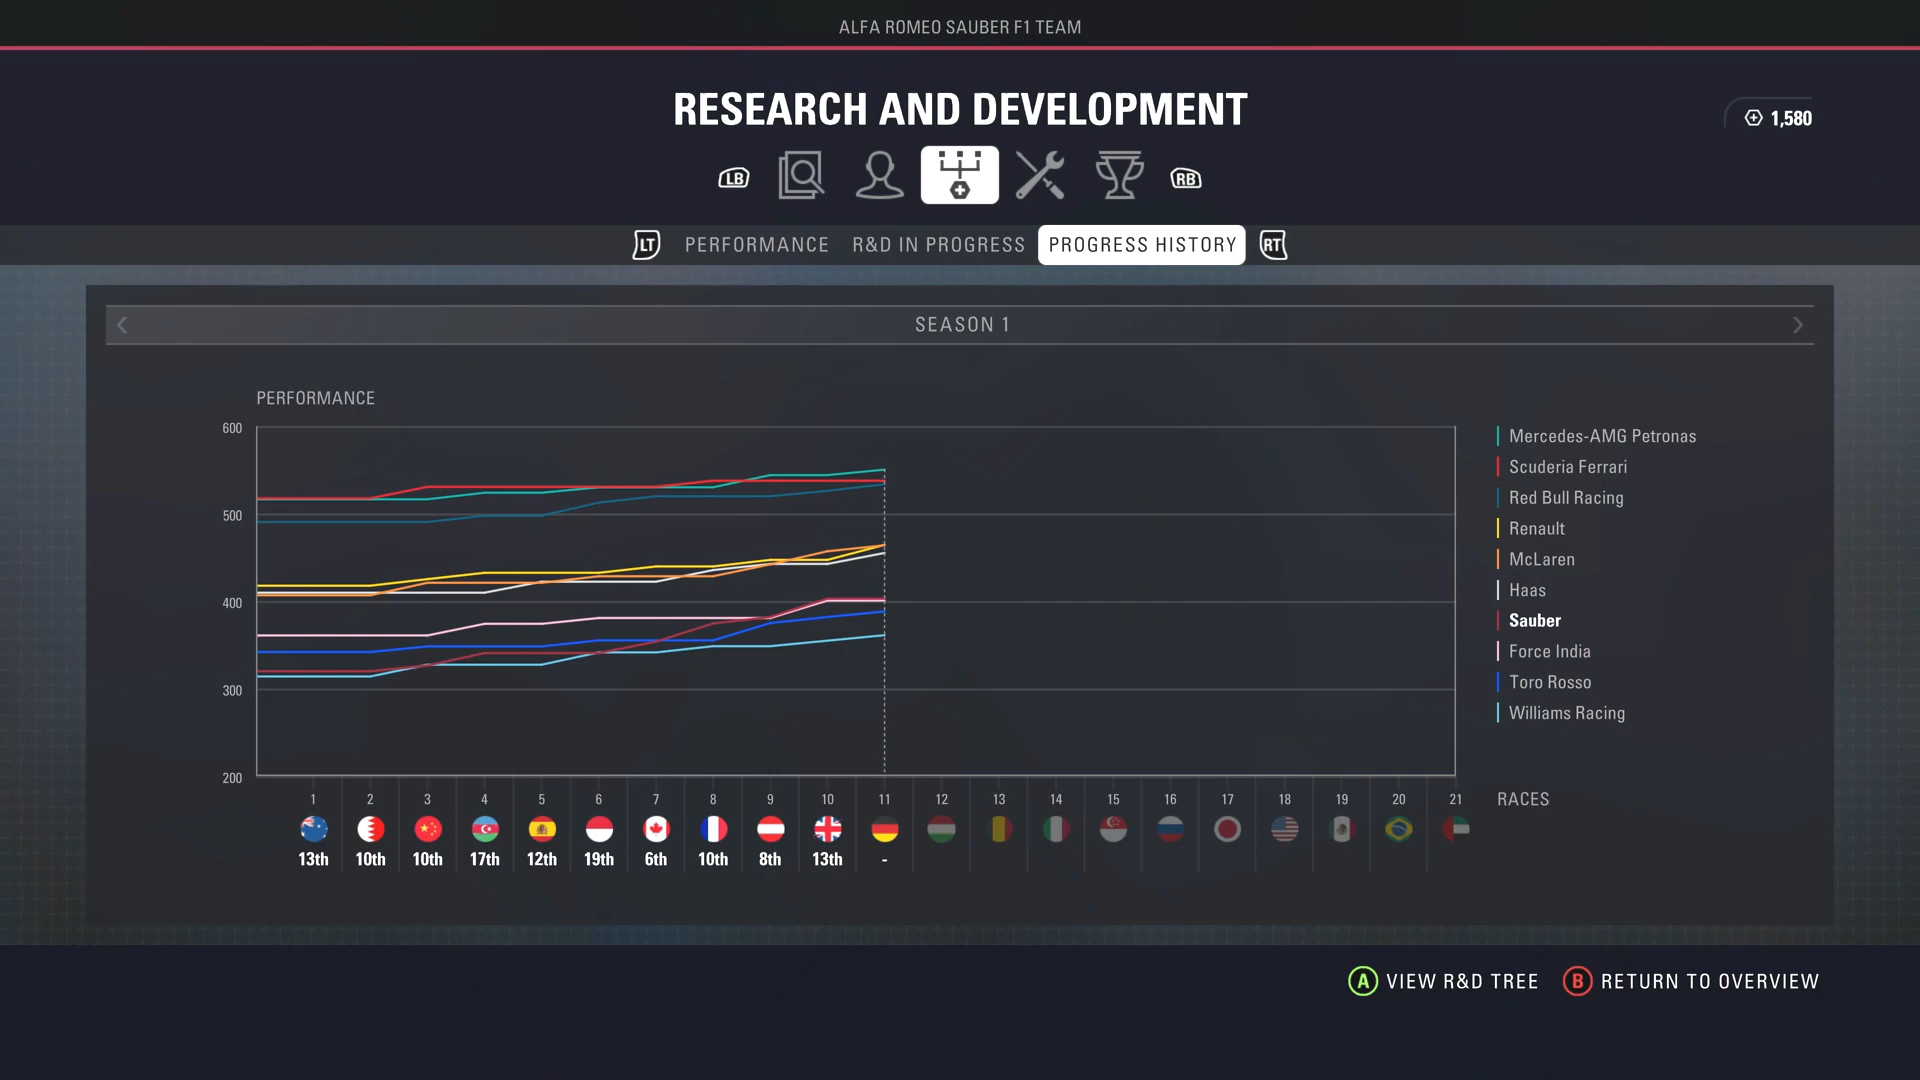 ALFA ROMEO SAUBER F1 TEAM
RESEARCH AND DEVELOPMENT
1,580
LB
RB
LT PERFORMANCE R&D IN PROGRESS PROGRESS HISTORY RT
SEASON 1
PERFORMANCE
600
500
400
300
200
Mercedes-AMG Petronas
Scuderia Ferrari
Red Bull Racing
Renault
McLaren
Haas
Sauber
Force India
Toro Rosso
Williams Racing
1 2 3 4 5 6 7 8 9 10 11 12 13 14 15 16 17 18 19 20 21 RACES
13th 10th 10th 17th 12th 19th 6th 10th 8th 13th -
A VIEW R&D TREE B RETURN TO OVERVIEW